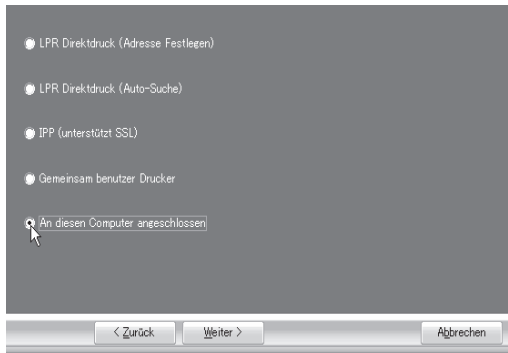 LPR Direktdruck (Adresse Festlegen)
LPR Direktdruck (Auto-Suche)
IPP (unterstützt SSL)
Gemeinsam benutzer Drucker
An diesen Computer angeschlossen
< Zurück Weiter > Abbrechen